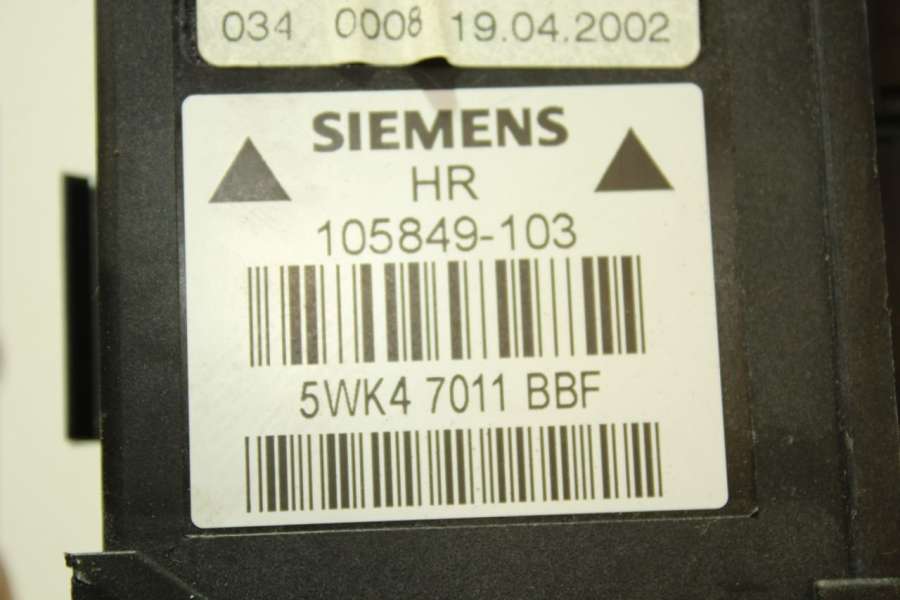 034 0008 19.04.2002
SIEMENS
HR
105849-103
5WK4 7011 BBF